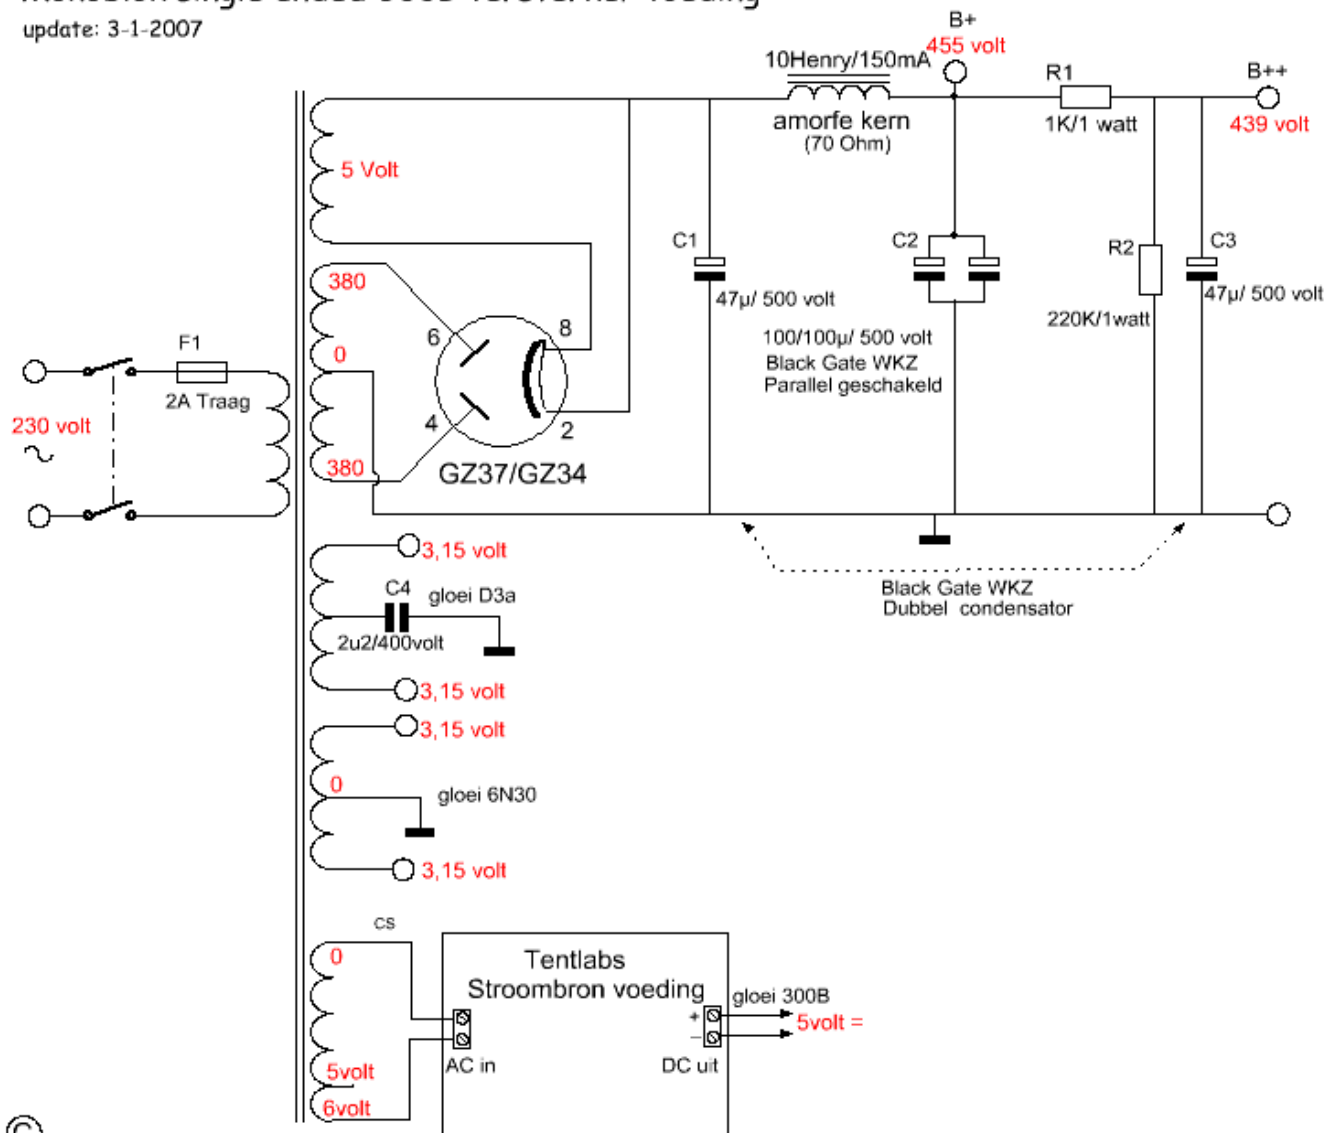 update: 3-1-2007
B+
455 volt
10Henry/150mA
R1
B++
amorfe kern
(70 Ohm)
1K/1 watt
439 volt
5 Volt
C1
C2
R2
C3
380
47µ/ 500 volt
47µ/ 500 volt
6
8
100/100µ/ 500 volt
220K/1watt
F1
0
Black Gate WKZ
Parallel geschakeld
2A Traag
230 volt
4
2
380
GZ37/GZ34
3,15 volt
C4
gloei D3a
Black Gate WKZ
Dubbel condensator
2u2/400volt
3,15 volt
3,15 volt
0
gloei 6N30
3,15 volt
CS
0
Tentlabs
Stroombron voeding
gloei 300B
+
5volt =
–
AC in
DC uit
5volt
6volt
©